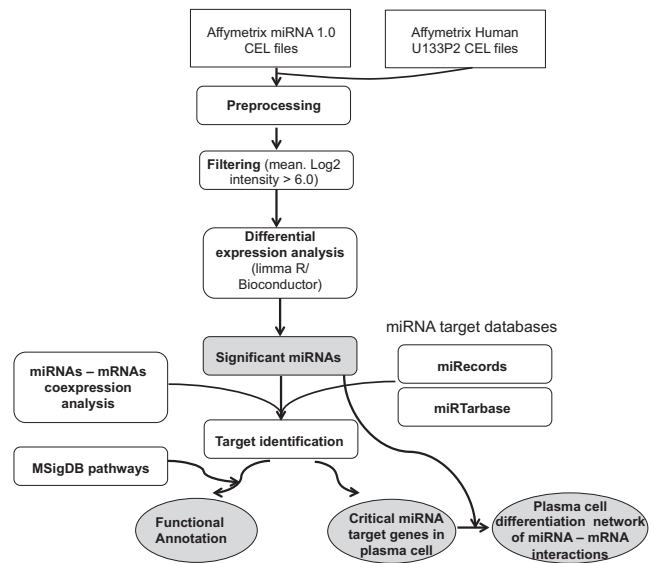 Affymetrix miRNA 1.0
CEL files
Affymetrix Human
U133P2 CEL files
Preprocessing
Filtering (mean. Log2
intensity > 6.0)
Differential
expression analysis
(limma R/
Bioconductor)
Significant miRNAs
miRNA target databases
miRecords
miRTarbase
miRNAs – mRNAs
coexpression
analysis
Target identification
MSigDB pathways
Functional
Annotation
Critical miRNA
target genes in
plasma cell
Plasma cell
differentiation network
of miRNA – mRNA
interactions